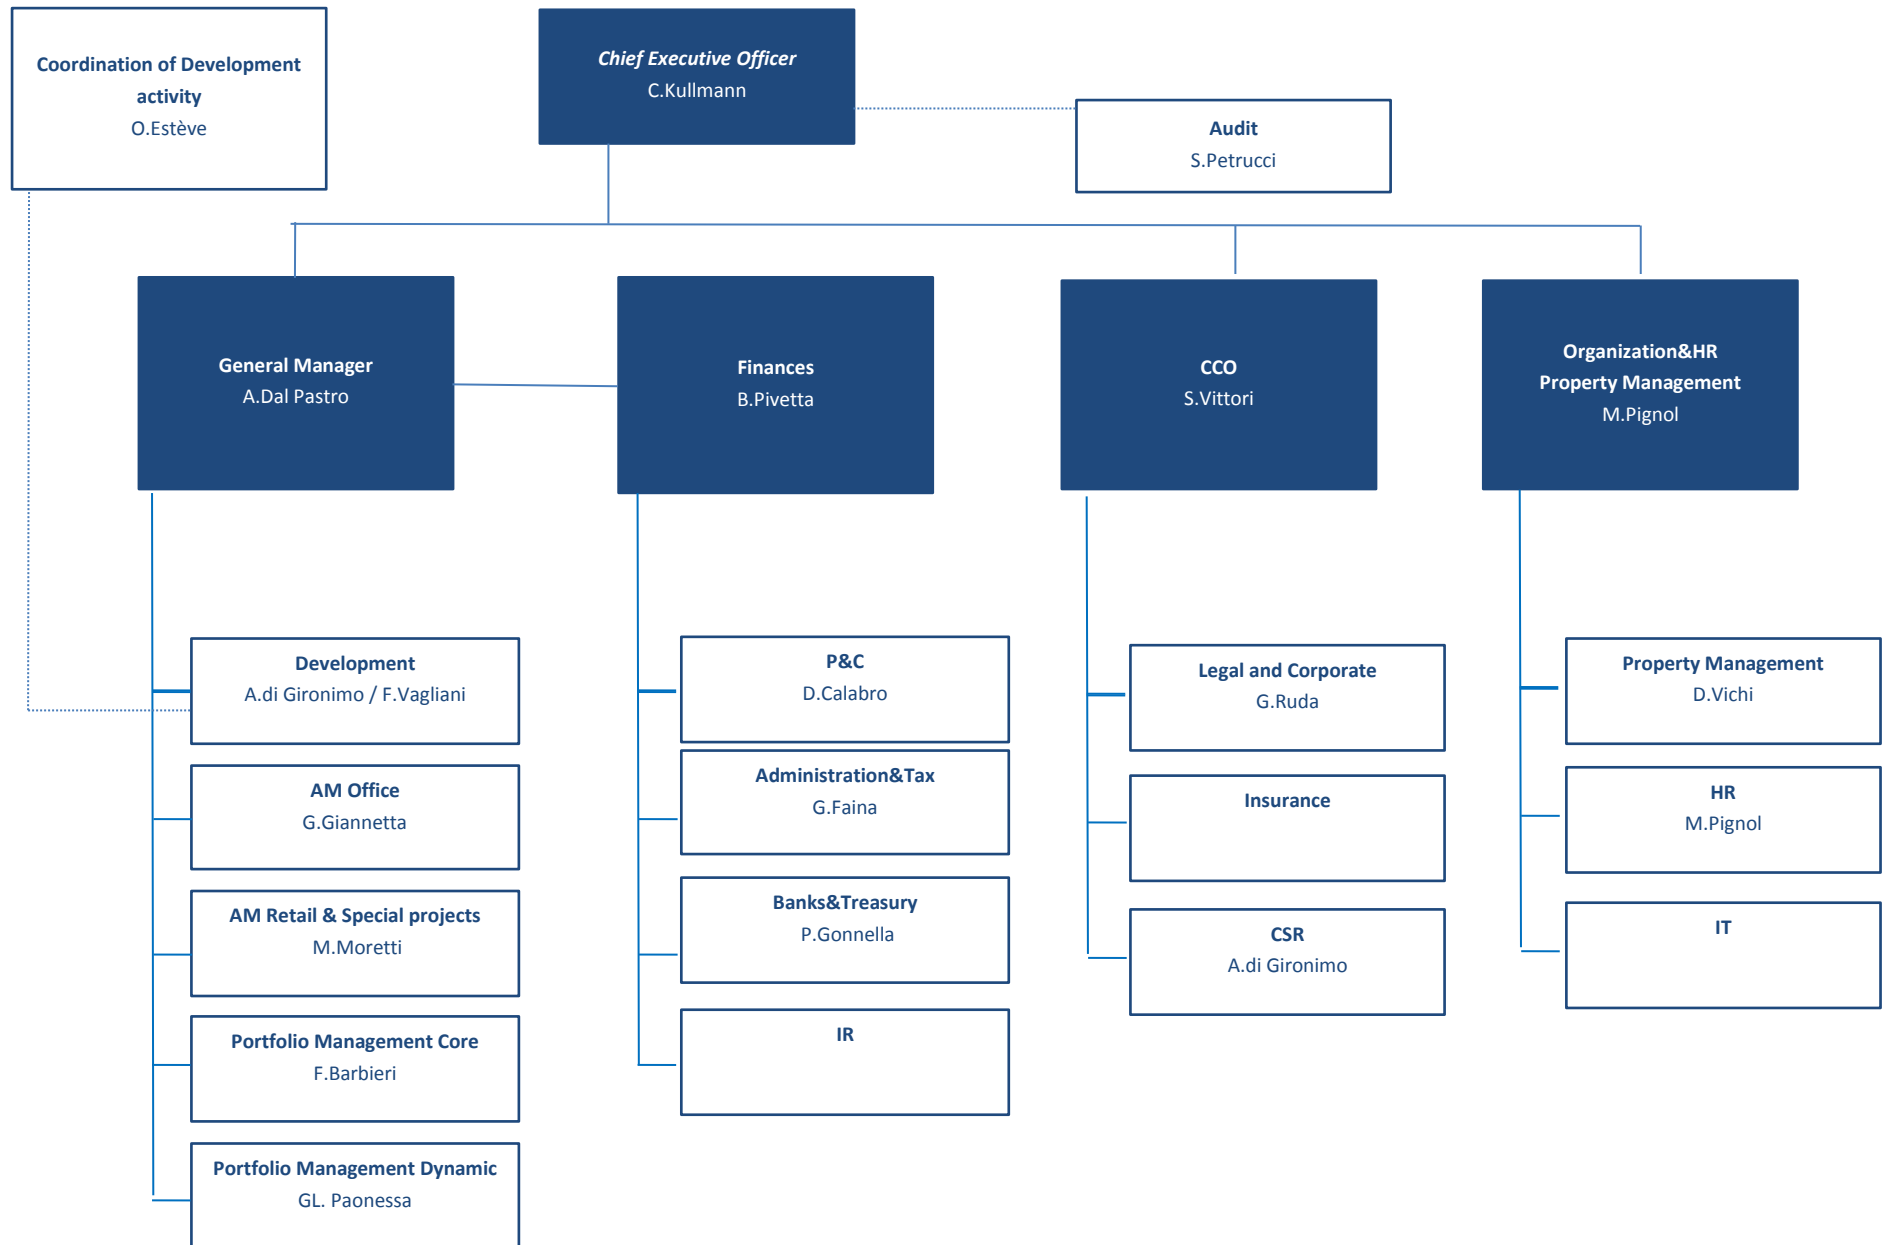 Coordination of Development
activity
O.Estève
Chief Executive Officer
C.Kullmann
Audit
S.Petrucci
General Manager
A.Dal Pastro
Finances
B.Pivetta
CCO
S.Vittori
Organization&HR
Property Management
M.Pignol
Development
A.di Gironimo / F.Vagliani
AM Office
G.Giannetta
AM Retail & Special projects
M.Moretti
Portfolio Management Core
F.Barbieri
Portfolio Management Dynamic
GL. Paonessa
P&C
D.Calabro
Administration&Tax
G.Faina
Banks&Treasury
P.Gonnella
IR
Legal and Corporate
G.Ruda
Insurance
CSR
A.di Gironimo
Property Management
D.Vichi
HR
M.Pignol
IT